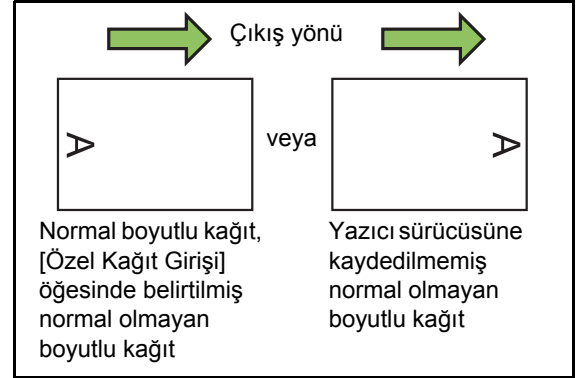 Çıkış yönü
A
veya
A
Normal boyutlu kağıt,
[Özel Kağıt Girişi]
öğesinde belirtilmiş
normal olmayan
boyutlu kağıt
Yazıcı sürücüsüne
kaydedilmemiş
normal olmayan
boyutlu kağıt